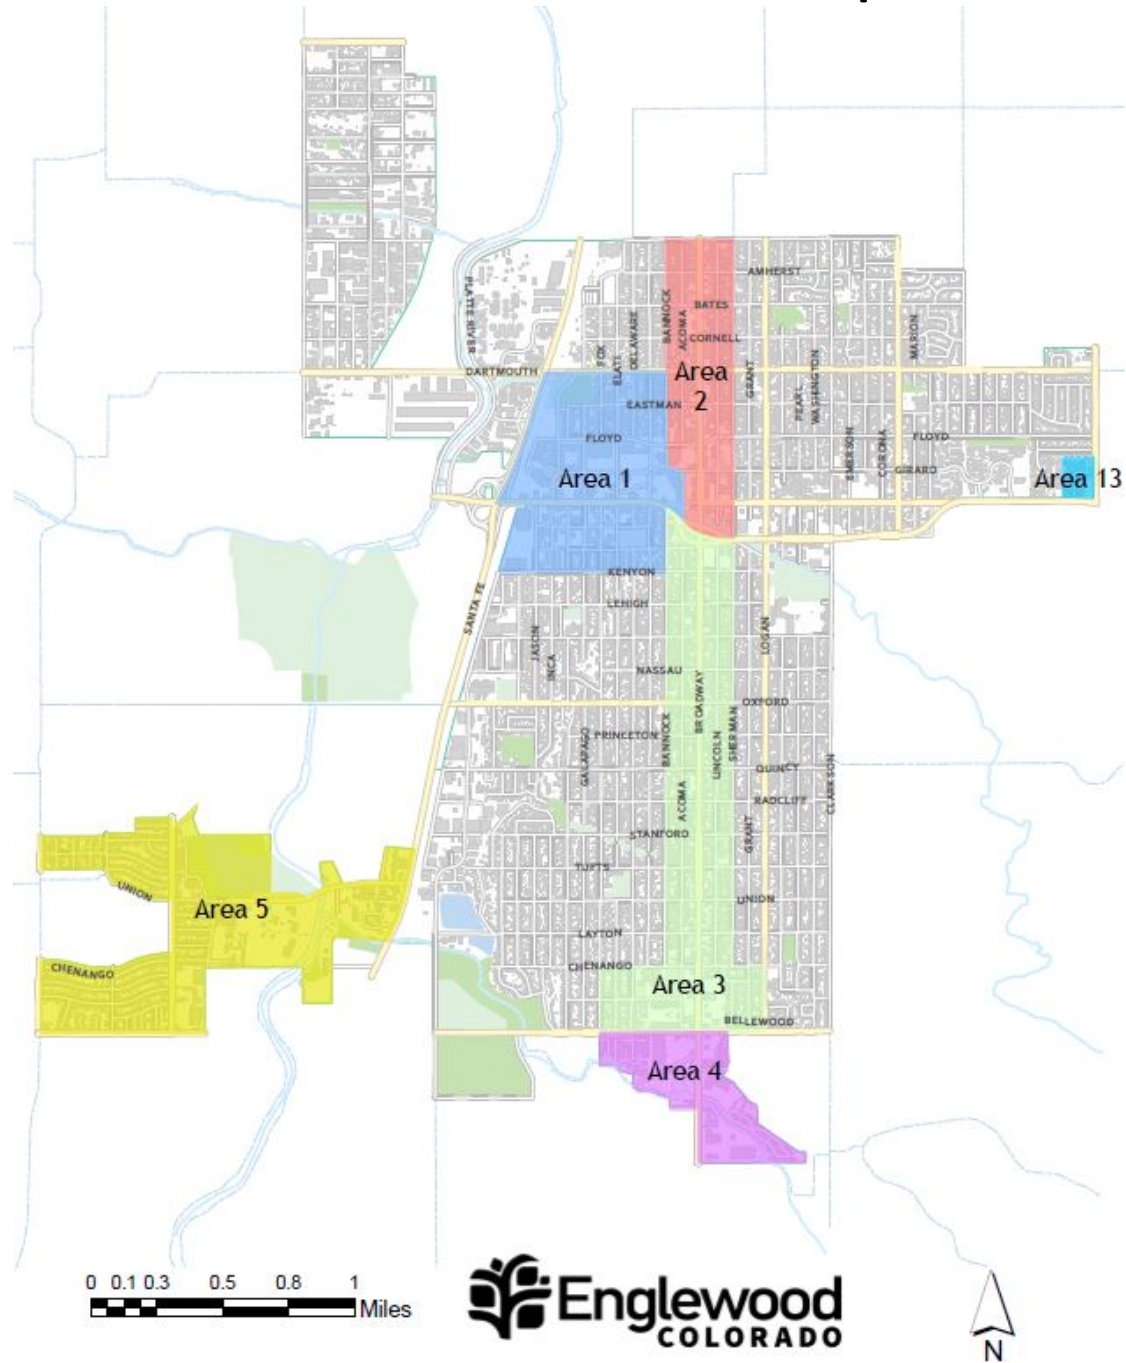 AMHERST
BATES
BANNOCK
ACOMA
CORNELL
DELAWARE
FOX
ELATI
MARION
PLATTE RIVER
DARTMOUTH
Area
2
GRANT
PEARL
WASHINGTON
EASTMAN
FLOYD
FLOYD
EMERSON
CORONA
GIRARD
Area 1
Area 13
KENYON
LEHIGH
SANTA FE
JASON
INCA
LOGAN
NASSAU
OXFORD
BROADWAY
BANNOCK
PRINCETON
GALAPAGO
LINCOLN
SHERMAN
QUINCY
CLARKSON
ACOMA
RADCLIFF
STANFORD
GRANT
TUFTS
UNION
Area 5
UNION
LAYTON
CHENANGO
CHENANGO
Area 3
BELLEWOOD
Area 4
0 0.1 0.3 0.5 0.8 1
Miles
Englewood
COLORADO
N